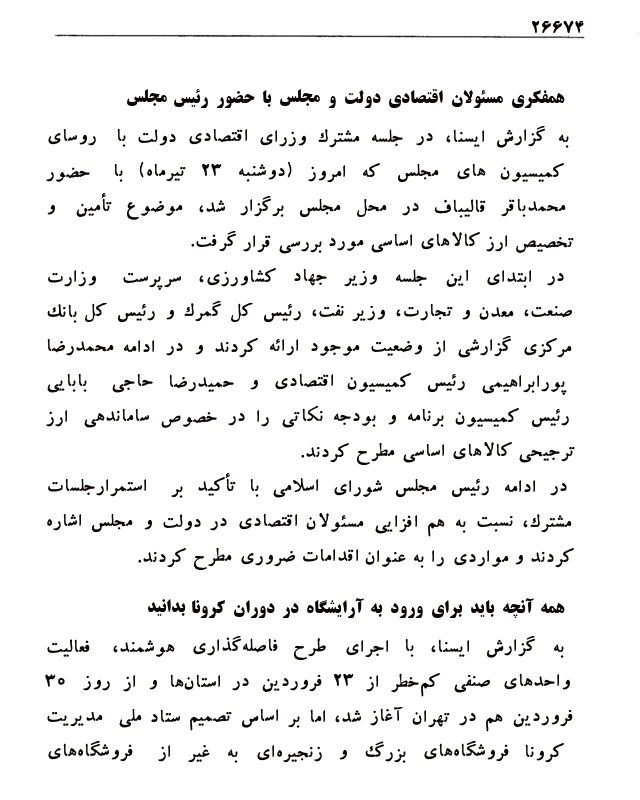 ۲۶۶۷۴
همفکری مسئولان اقتصادی دولت و مجلس با حضور رئیس مجلس
به گزارش ایسنا، در جلسه مشترك وزرای اقتصادی دولت با روسای
کمیسیون های مجلس که امروز (دوشنبه ۲۳ تیرماه) با حضور
محمدباقر قالیباف در محل مجلس برگزار شد، موضوع تأمین و
تخصیص ارز کالاهای اساسی مورد بررسی قرار گرفت.
در ابتدای این جلسه وزیر جهاد کشاورزی، سرپرست وزارت
صنعت، معدن و تجارت، وزیر نفت، رئیس کل گمرك و رئیس کل بانك
مرکزی گزارشی از وضعیت موجود ارائه کردند و در ادامه محمدرضا
پورابراهیمی رئیس کمیسیون اقتصادی و حمیدرضا حاجی بابایی
رئیس کمیسیون برنامه و بودجه نکاتی را در خصوص ساماندهی ارز
ترجیحی کالاهای اساسی مطرح کردند.
در ادامه رئیس مجلس شورای اسلامی با تأکید بر استمرارجلسات
مشترك، نسبت به هم افزایی مسئولان اقتصادی در دولت و مجلس اشاره
کردند و مواردی را به عنوان اقدامات ضروری مطرح کردند.
همه آنچه باید برای ورود به آرایشگاه در دوران کرونا بدانید
به گزارش ایسنا، با اجرای طرح فاصله‌گذاری هوشمند، فعالیت
واحدهای صنفی کم‌خطر از ۲۳ فروردین در استان‌ها و از روز ۳۰
فروردین هم در تهران آغاز شد، اما بر اساس تصمیم ستاد ملی مدیریت
کرونا فروشگاه‌های بزرگ و زنجیره‌ای به غیر از فروشگاه‌های